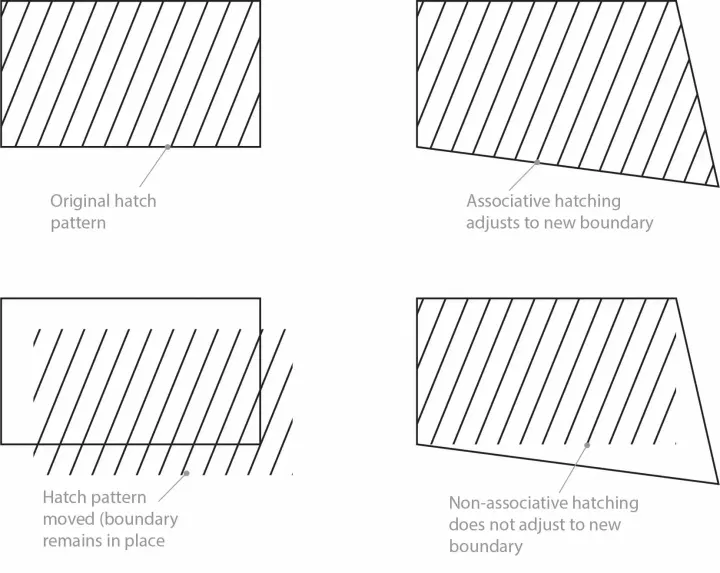 Original hatch
pattern
Associative hatching
adjusts to new boundary
Hatch pattern
moved (boundary
remains in place
Non-associative hatching
does not adjust to new
boundary